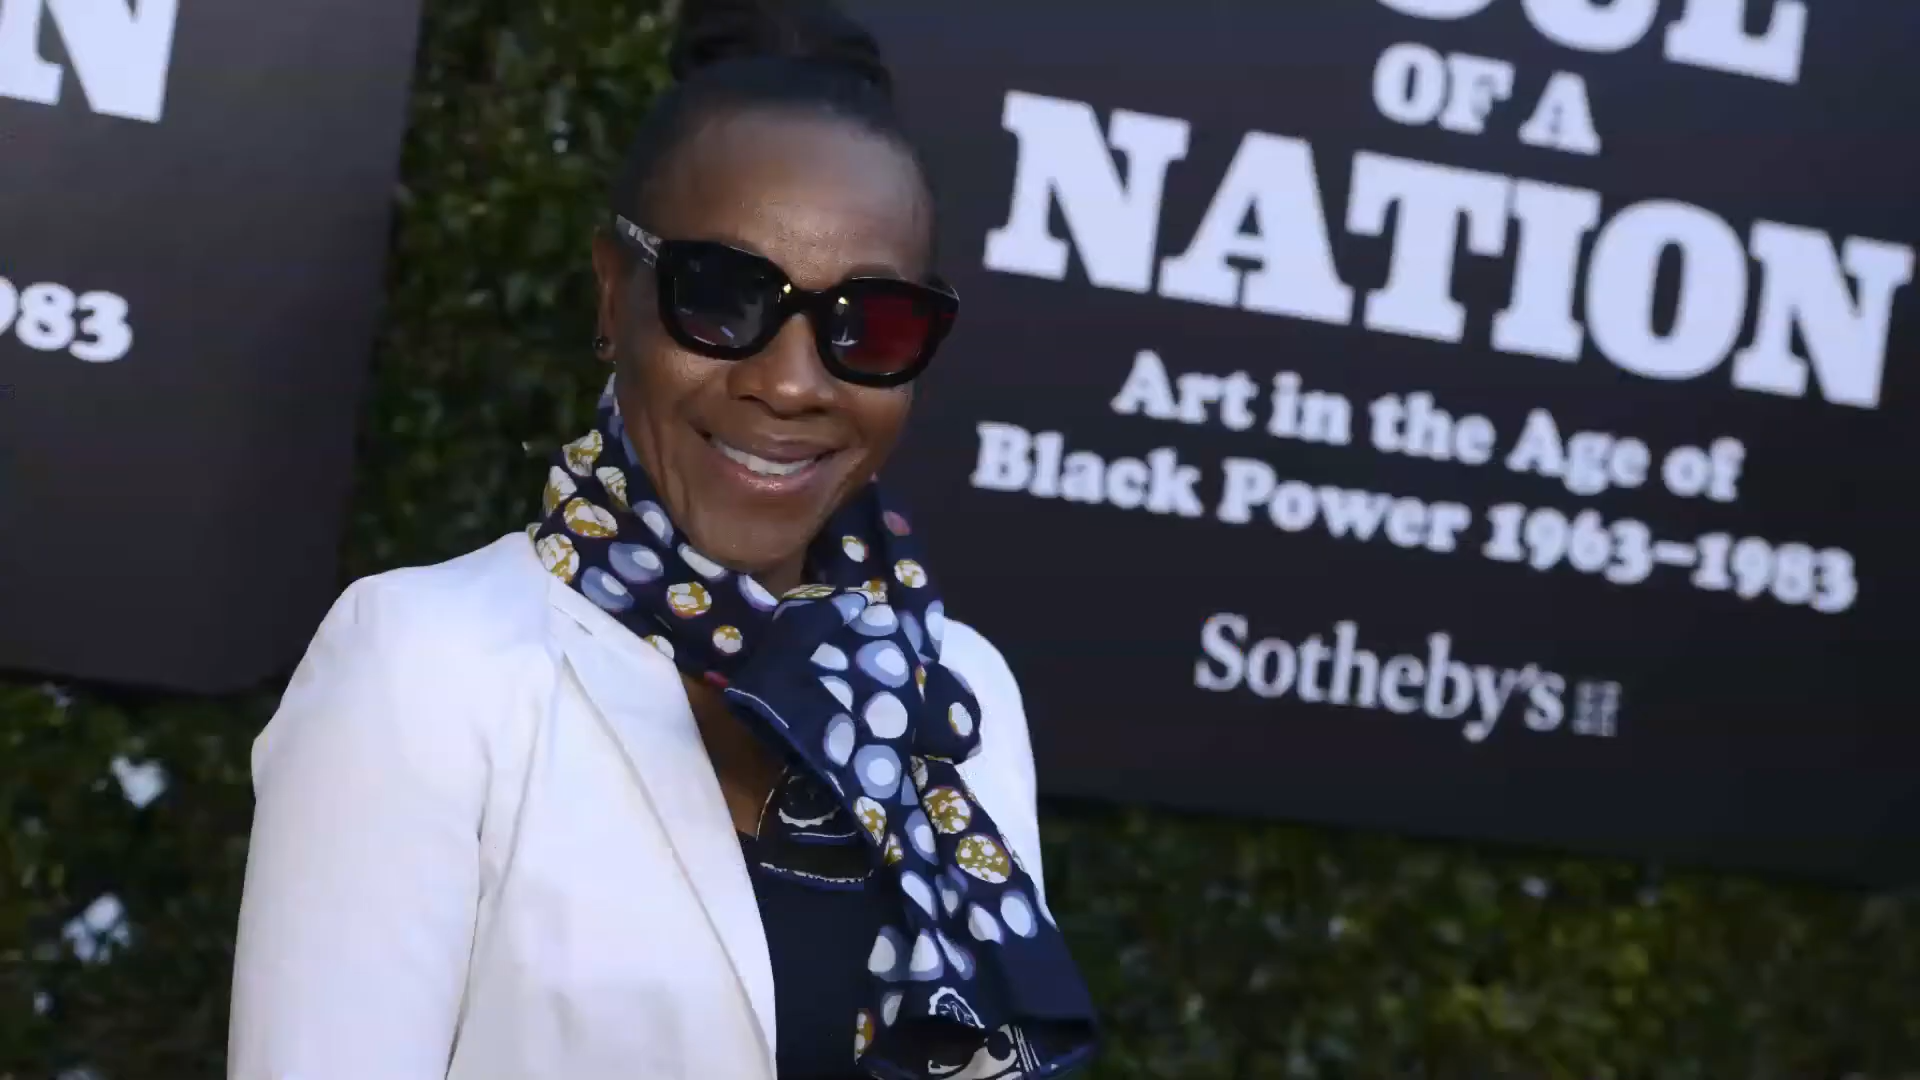 N
983
OF A
NATION
Art in the Age of
Black Power 1963–1983
Sotheby's